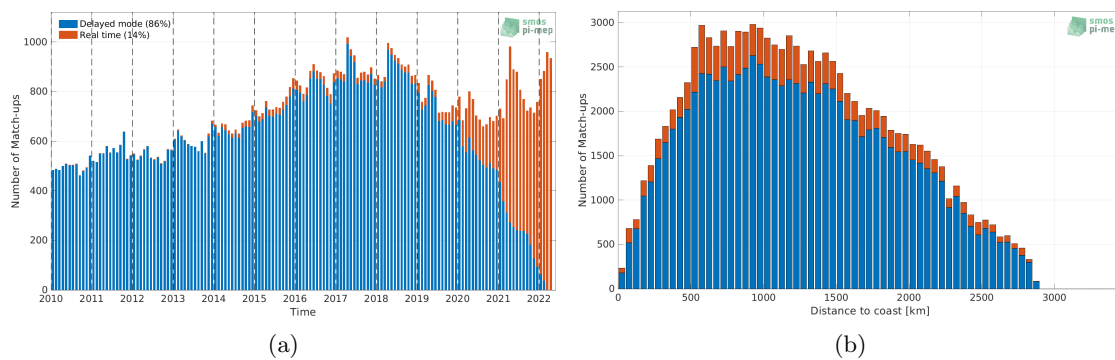 Delayed mode (86%)
Real time (14%)
smos
pi-mep
1000
800
600
400
200
0
Number of Match-ups
2010 2011 2012 2013 2014 2015 2016 2017 2018 2019 2020 2021 2022
Time
(a)
smos
pi-mep
3000
2500
2000
1500
1000
500
0
Number of Match-ups
0 500 1000 1500 2000 2500 3000
Distance to coast [km]
(b)